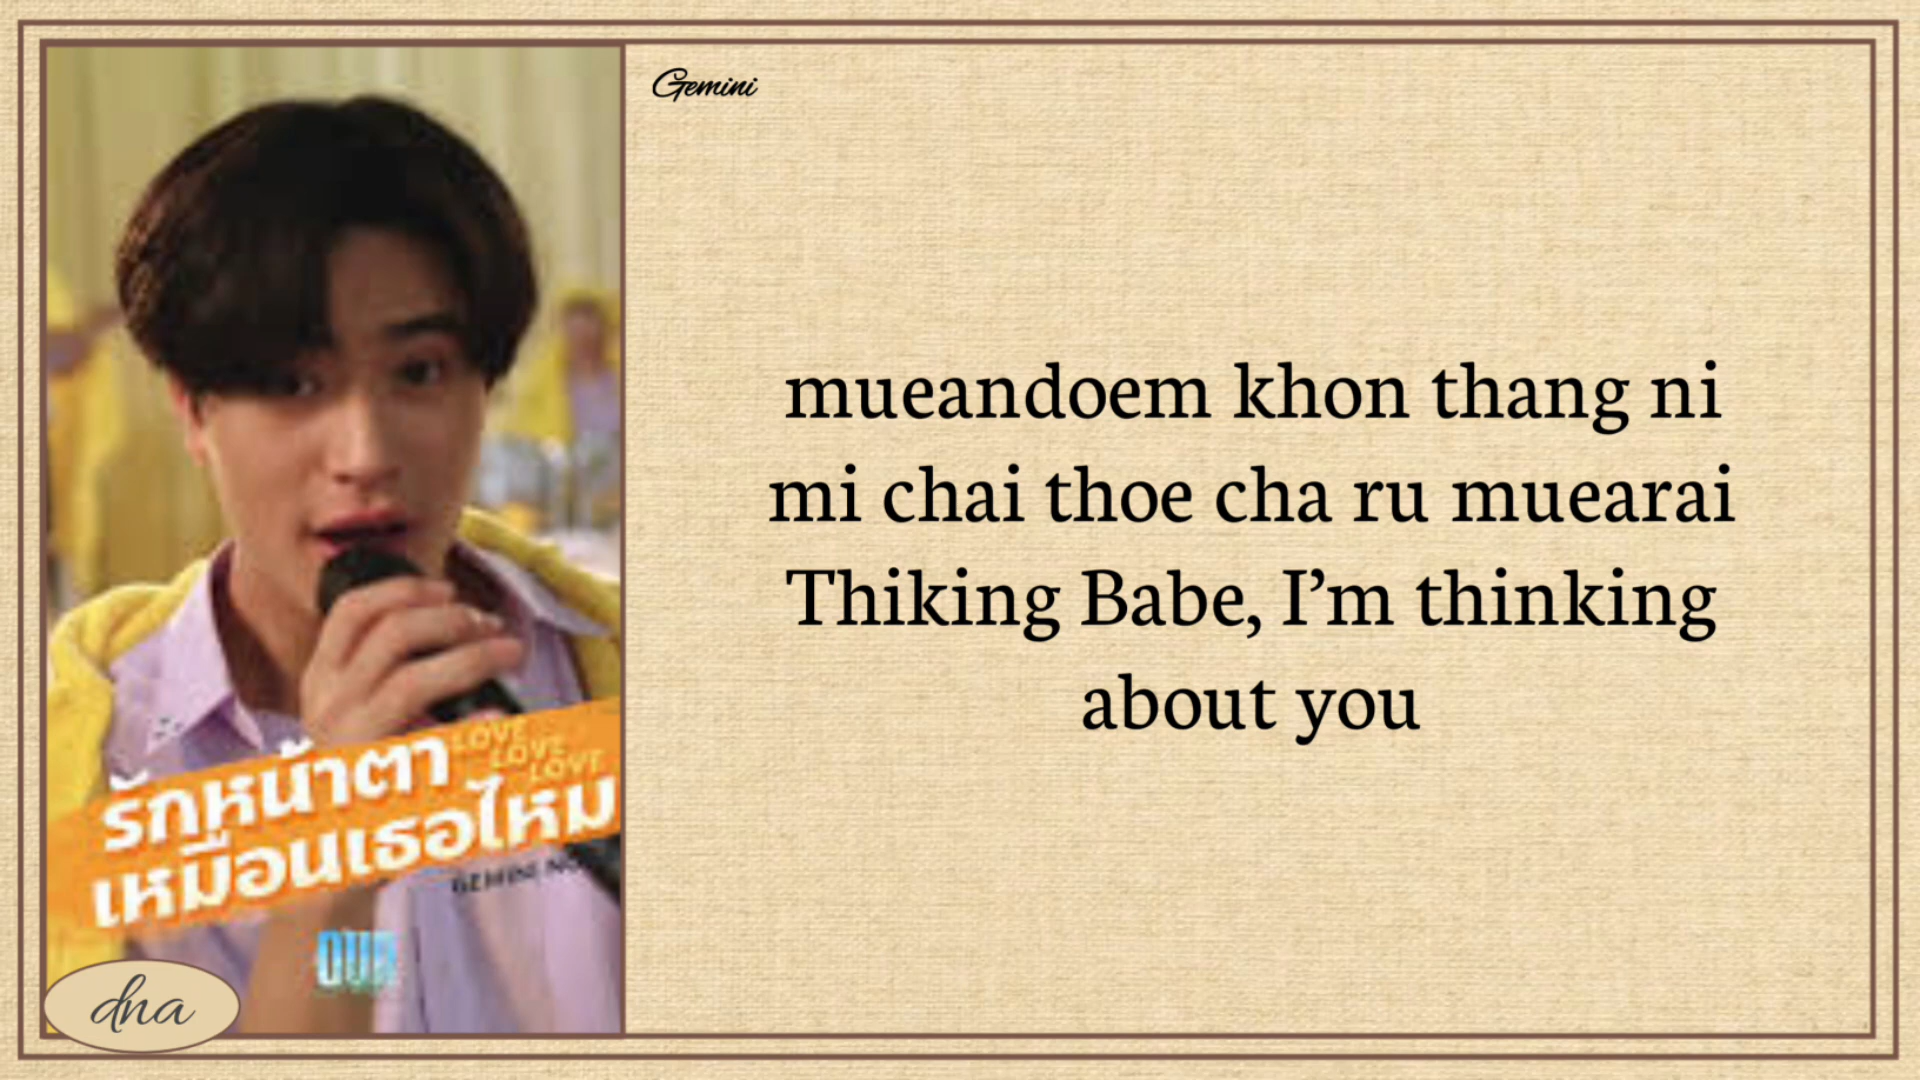 Gemini
mueandoem khon thang ni
mi chai thoe cha ru muearai
Thiking Babe, I’m thinking
about you
LOVE
LOVE
LOVE
รักหน้าตา
เหมือนเธอไหม
GEMINI
OUR
dna